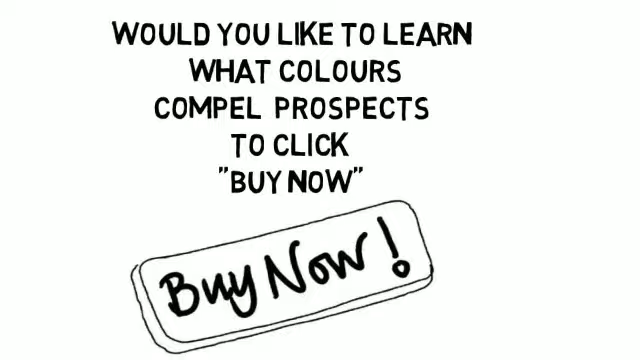 WOULD YOU LIKE TO LEARN
WHAT COLOURS
COMPEL PROSPECTS
TO CLICK
"BUY NOW"
Buy Now!